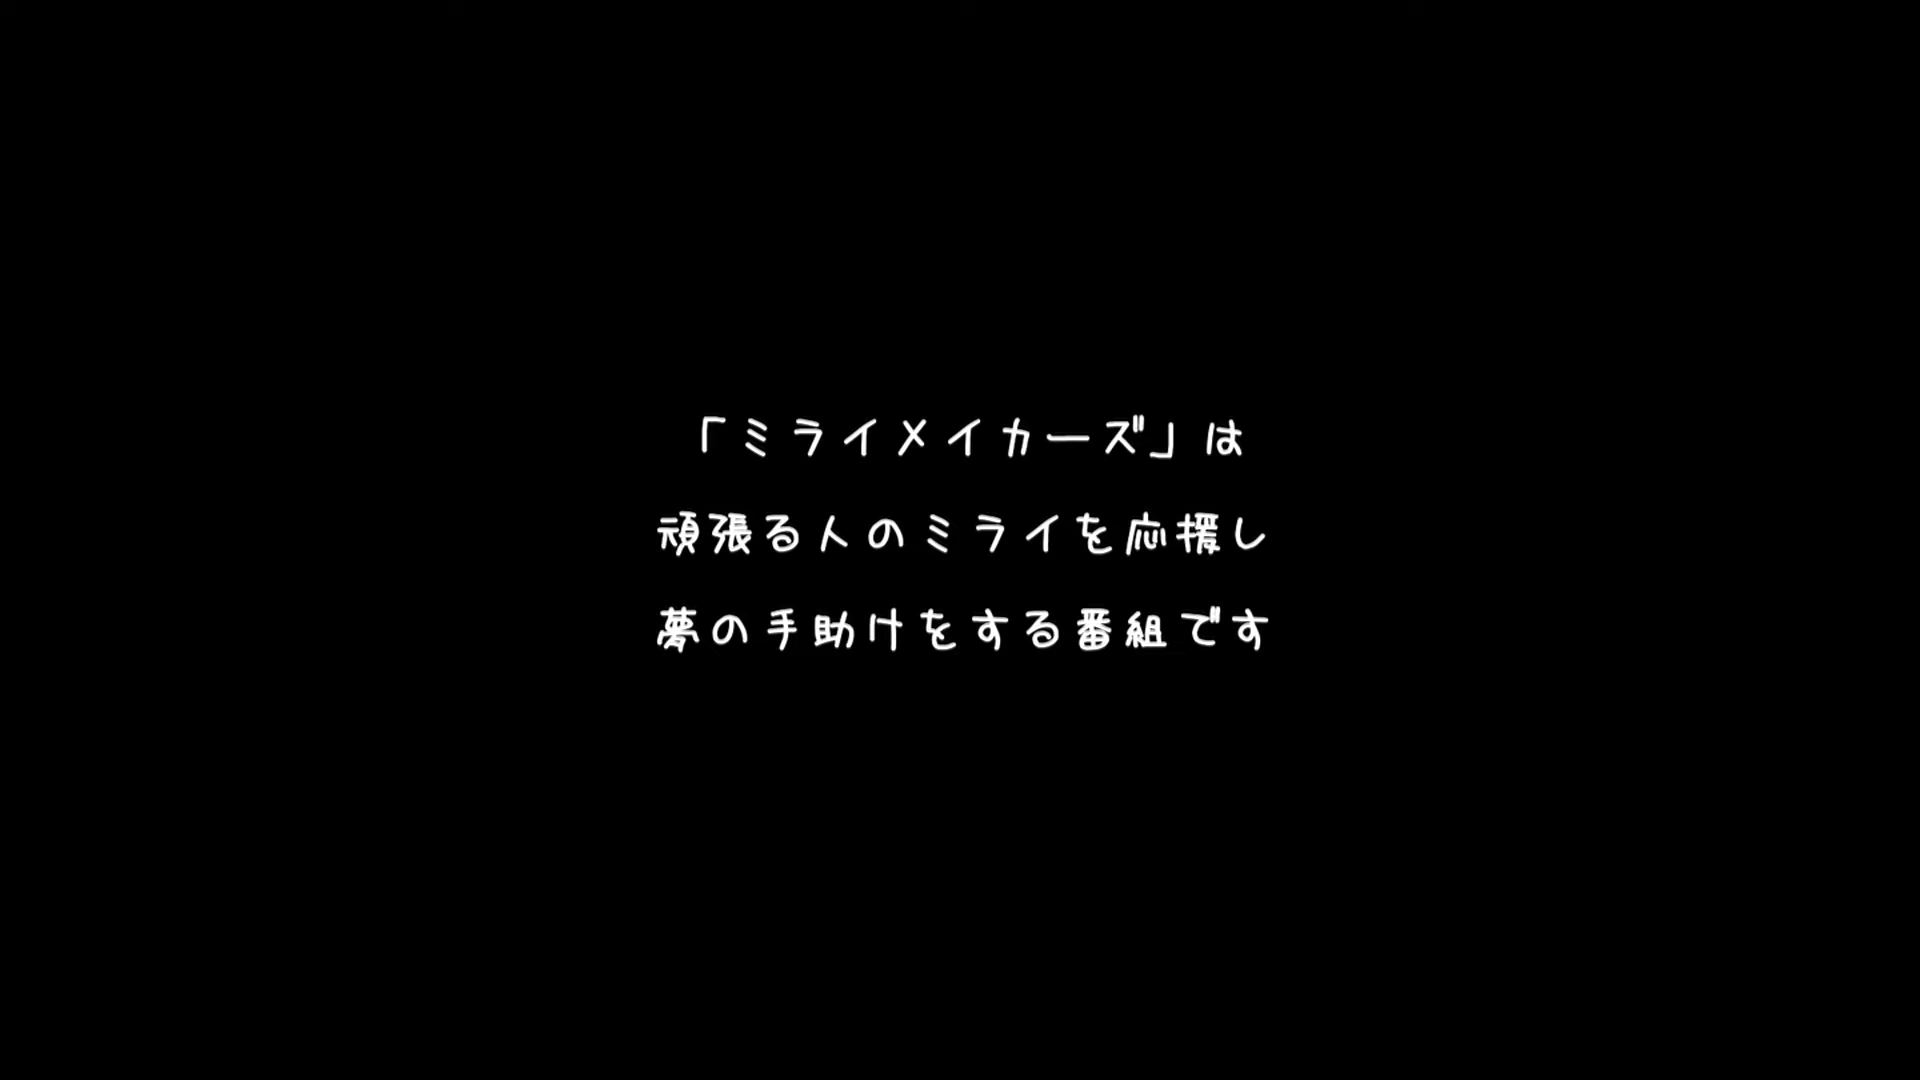 「ミライメイカーズ」は
頑張る人のミライを応援し
夢の手助けをする番組です